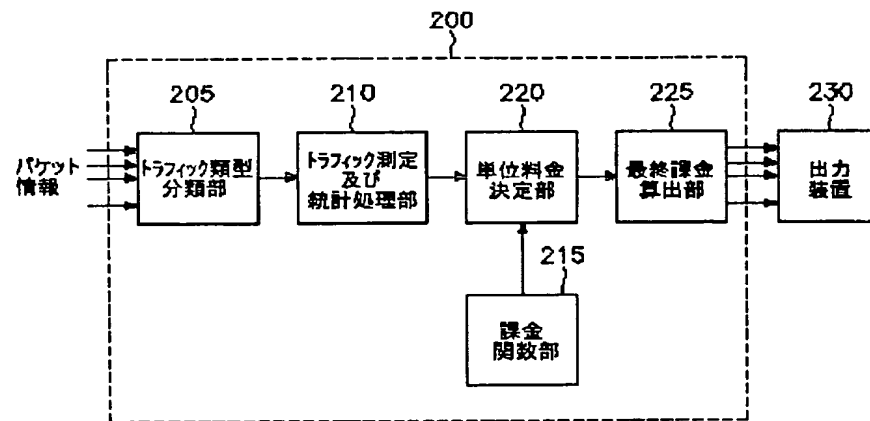 200
205
210
220
225
230
パケット
情報
トラフィック類型
分類部
トラフィック測定
及び
統計処理部
単位料金
決定部
最終課金
算出部
出力
装置
215
課金
関数部